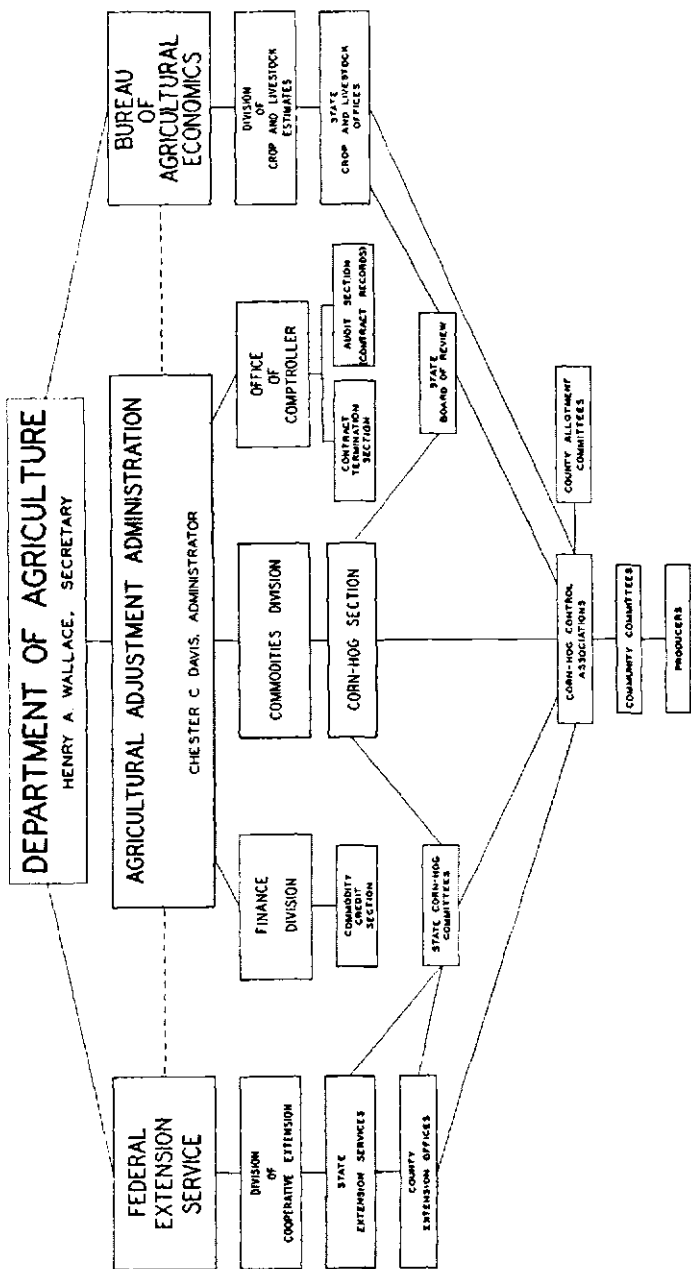 DEPARTMENT OF AGRICULTURE
HENRY A. WALLACE, SECRETARY
FEDERAL
EXTENSION
SERVICE
AGRICULTURAL ADJUSTMENT ADMINISTRATION
CHESTER C. DAVIS, ADMINISTRATOR
BUREAU
OF
AGRICULTURAL
ECONOMICS
DIVISION
OF
COOPERATIVE EXTENSION
FINANCE
DIVISION
COMMODITIES DIVISION
OFFICE
OF
COMPTROLLER
DIVISION
OF
CROP AND LIVESTOCK
ESTIMATES
STATE
EXTENSION SERVICES
COMMODITY
CREDIT
SECTION
CORN-HOG SECTION
CONTRACT
TERMINATION
SECTION
AUDIT SECTION
(CONTRACT RECORDS)
STATE
CROP AND LIVESTOCK
OFFICES
COUNTY
EXTENSION OFFICES
STATE CORN-HOG
COMMITTEES
STATE
BOARD OF REVIEW
CORN-HOG CONTROL
ASSOCIATIONS
COUNTY ALLOTMENT
COMMITTEES
COMMUNITY COMMITTEES
PRODUCERS